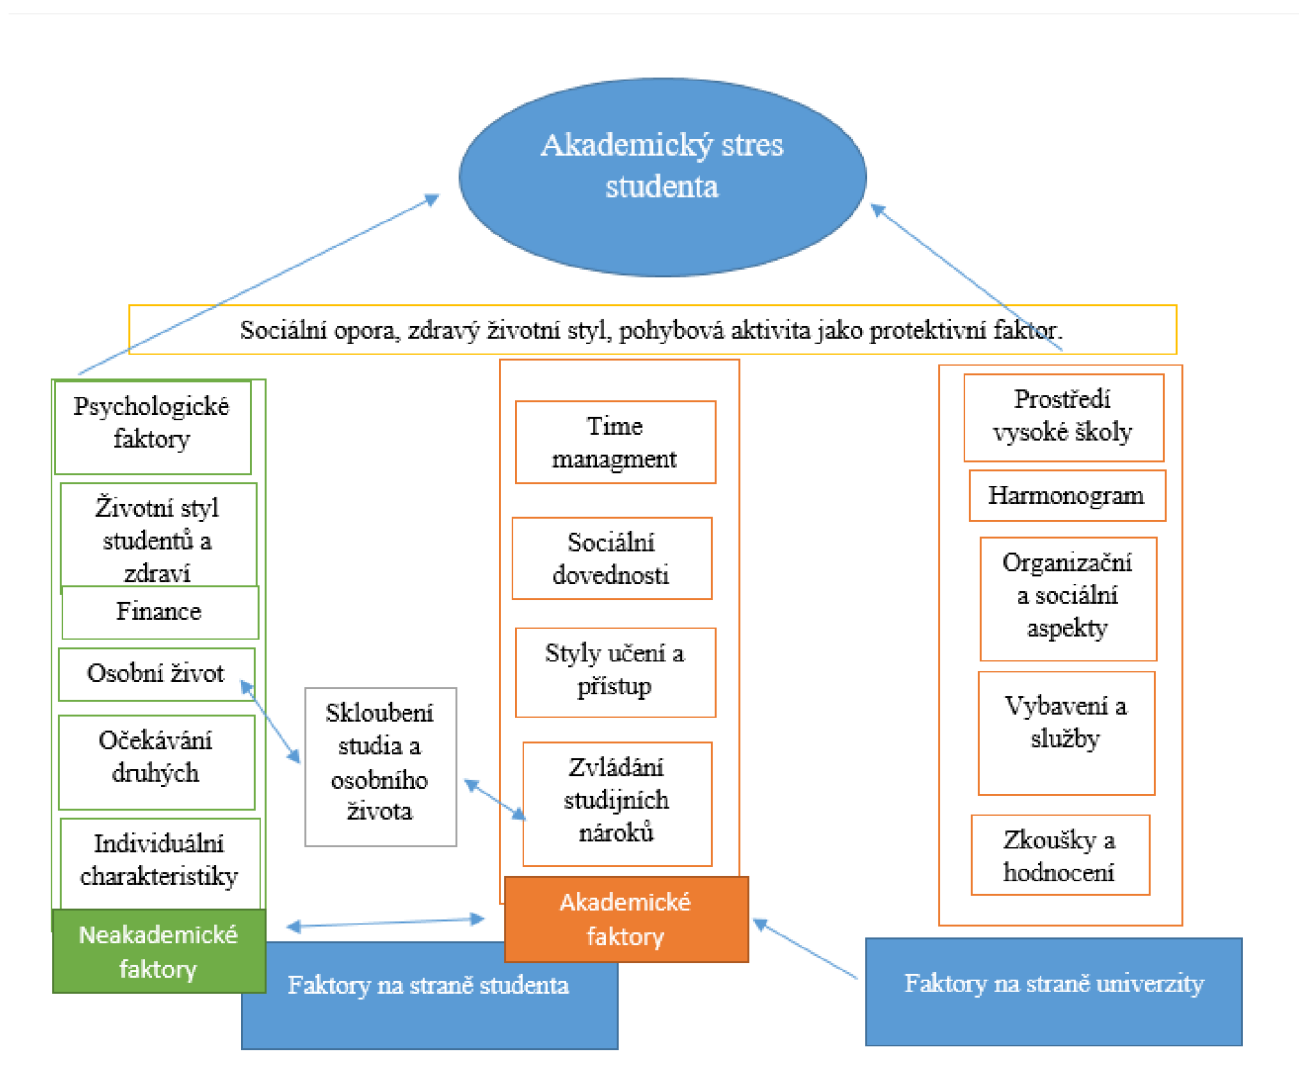 Akademický stres
studenta
Sociální opora, zdravý životní styl, pohybová aktivita jako protektivní faktor.
Psychologické
faktory
Životní styl
studentů a
zdraví
Finance
Osobní život
Očekávání
druhých
Individuální
charakteristiky
Neakademické
faktory
Skloubení
studia a
osobního
života
Time
managment
Sociální
dovednosti
Styly učení a
přístup
Zvládání
studijních
nároků
Akademické
faktory
Faktory na straně studenta
Prostředí
vysoké školy
Harmonogram
Organizační
a sociální
aspekty
Vybavení a
služby
Zkoušky a
hodnocení
Faktory na straně univerzity